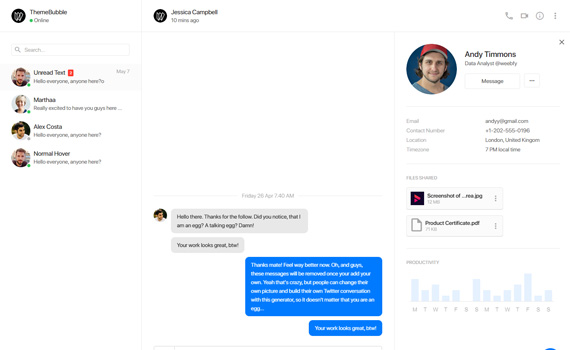 ThemeBubble
Online
Search...
Unread Text 3
May 7
Hello everyone, anyone here?o
Marthaa
Really excited to have you guys here ...
Alex Costa
Hello everyone, anyone here?
Normal Hover
Hello everyone, anyone here?
Jessica Campbell
10 mins ago
Friday 26 Apr 7:40 AM
Hello there. Thanks for the follow. Did you notice, that I
am an egg? A talking egg? Damn!
Your work looks great, btw!
Thanks mate! Feel way better now. Oh, and guys,
these messages will be removed once your add your
own. Yeah that's crazy, but people can change their
own picture and build their own Twitter conversation
with this generator, so it doesn't matter that you are an
egg...
Your work looks great, btw!
Andy Timmons
Data Analyst @weebify
Message
Email andyy@gmail.com
Contact Number +1-202-555-0196
Location London, United Kingom
Timezone 7 PM local time
FILES SHARED
Screenshot of ...rea.jpg
12 MB
Product Certificate.pdf
71 KB
PRODUCTIVITY
M T W T F S S M T W T F S S